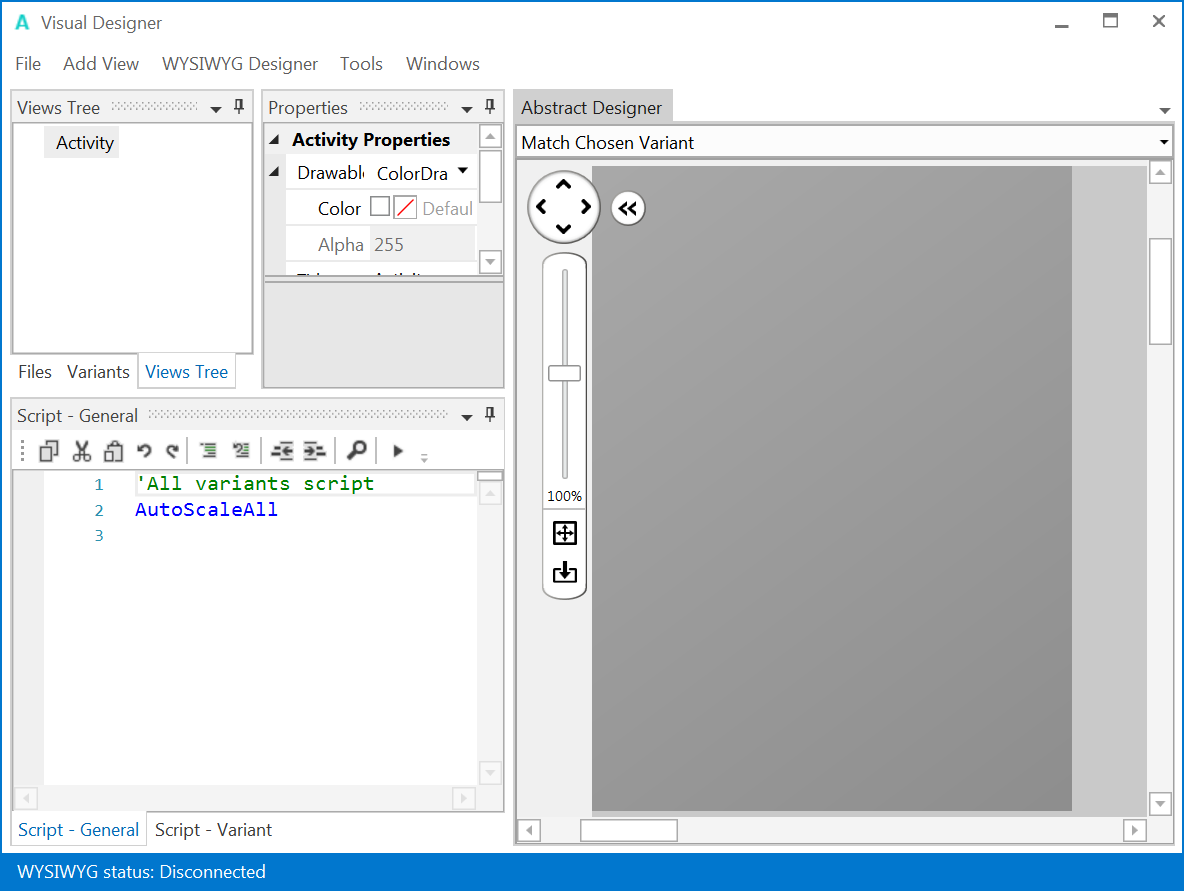 Visual Designer
File Add View WYSIWYG Designer Tools Windows
Views Tree
Activity
Files Variants Views Tree
Properties
Activity Properties
Drawabl ColorDra
Color Defaul
Alpha 255
Abstract Designer
Match Chosen Variant
100%
Script - General
1 'All variants script
2 AutoScaleAll
3
Script - General Script - Variant
WYSIWYG status: Disconnected